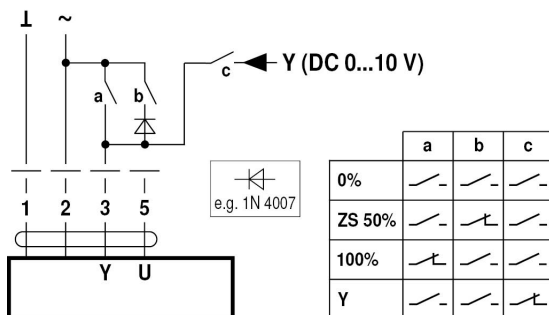 ⊥ ~
a b c Y (DC 0...10 V)
1 2 3 5
Y U
e.g. 1N 4007
a b c
0%
ZS 50%
100%
Y